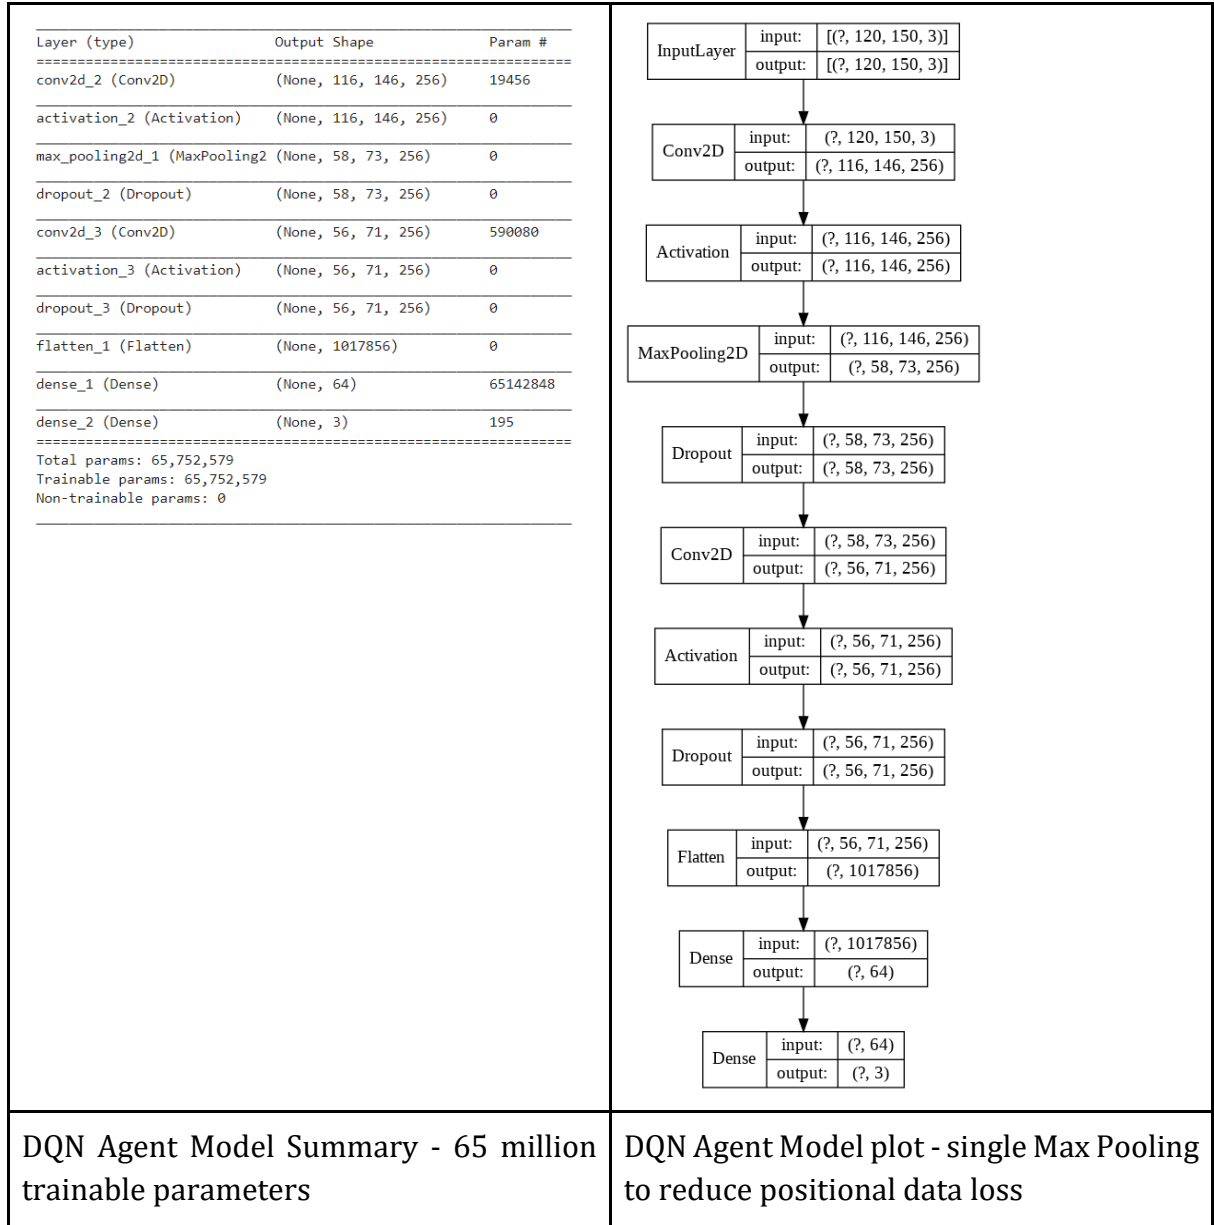 Layer (type) Output Shape Param #
=================================================================
conv2d_2 (Conv2D) (None, 116, 146, 256) 19456
activation_2 (Activation) (None, 116, 146, 256) 0
max_pooling2d_1 (MaxPooling2 (None, 58, 73, 256) 0
dropout_2 (Dropout) (None, 58, 73, 256) 0
conv2d_3 (Conv2D) (None, 56, 71, 256) 590080
activation_3 (Activation) (None, 56, 71, 256) 0
dropout_3 (Dropout) (None, 56, 71, 256) 0
flatten_1 (Flatten) (None, 1017856) 0
dense_1 (Dense) (None, 64) 65142848
dense_2 (Dense) (None, 3) 195
=================================================================
Total params: 65,752,579
Trainable params: 65,752,579
Non-trainable params: 0
DQN Agent Model Summary - 65 million
trainable parameters
InputLayer
input: [(?, 120, 150, 3)]
output: [(?, 120, 150, 3)]
Conv2D
input: (?, 120, 150, 3)
output: (?, 116, 146, 256)
Activation
input: (?, 116, 146, 256)
output: (?, 116, 146, 256)
MaxPooling2D
input: (?, 116, 146, 256)
output: (?, 58, 73, 256)
Dropout
input: (?, 58, 73, 256)
output: (?, 58, 73, 256)
Conv2D
input: (?, 58, 73, 256)
output: (?, 56, 71, 256)
Activation
input: (?, 56, 71, 256)
output: (?, 56, 71, 256)
Dropout
input: (?, 56, 71, 256)
output: (?, 56, 71, 256)
Flatten
input: (?, 56, 71, 256)
output: (?, 1017856)
Dense
input: (?, 1017856)
output: (?, 64)
Dense
input: (?, 64)
output: (?, 3)
DQN Agent Model plot - single Max Pooling
to reduce positional data loss